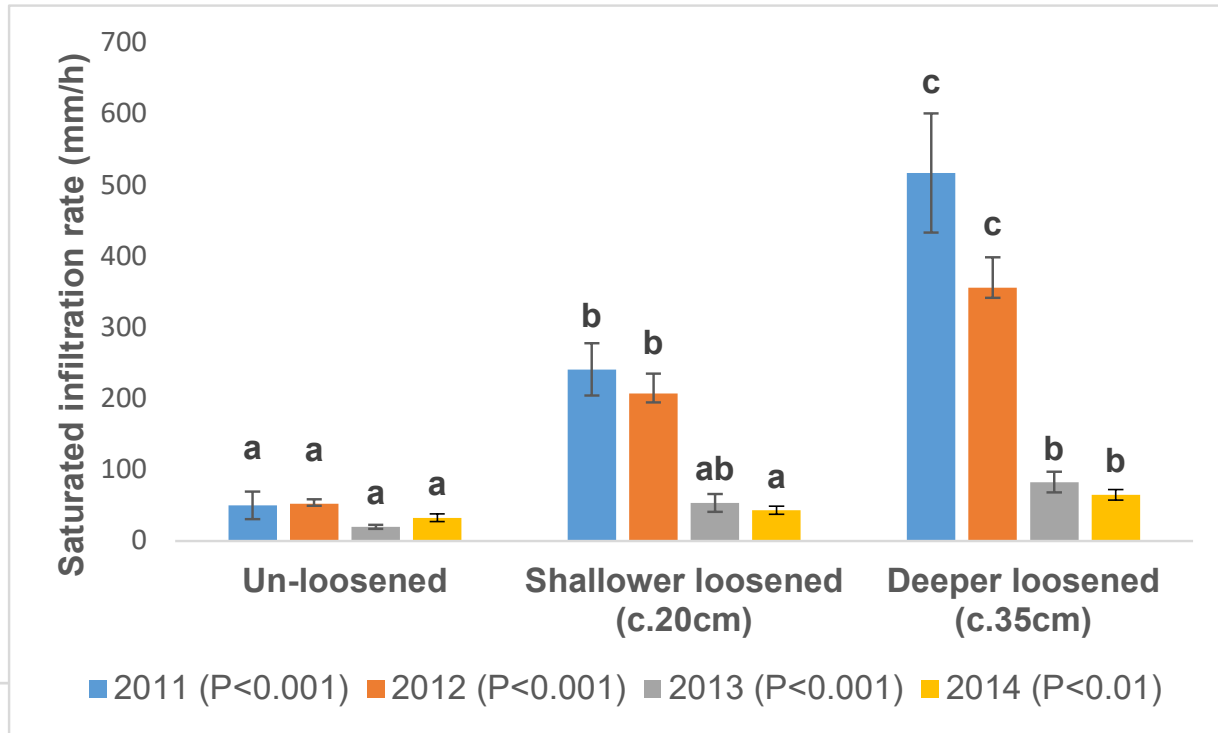 Saturated infiltration rate (mm/h)
700
600
500
400
300
200
100
0
a
a
a
a
b
b
ab
a
c
c
b
b
Un-loosened
Shallower loosened
(c.20cm)
Deeper loosened
(c.35cm)
2011 (P<0.001)
2012 (P<0.001)
2013 (P<0.001)
2014 (P<0.01)